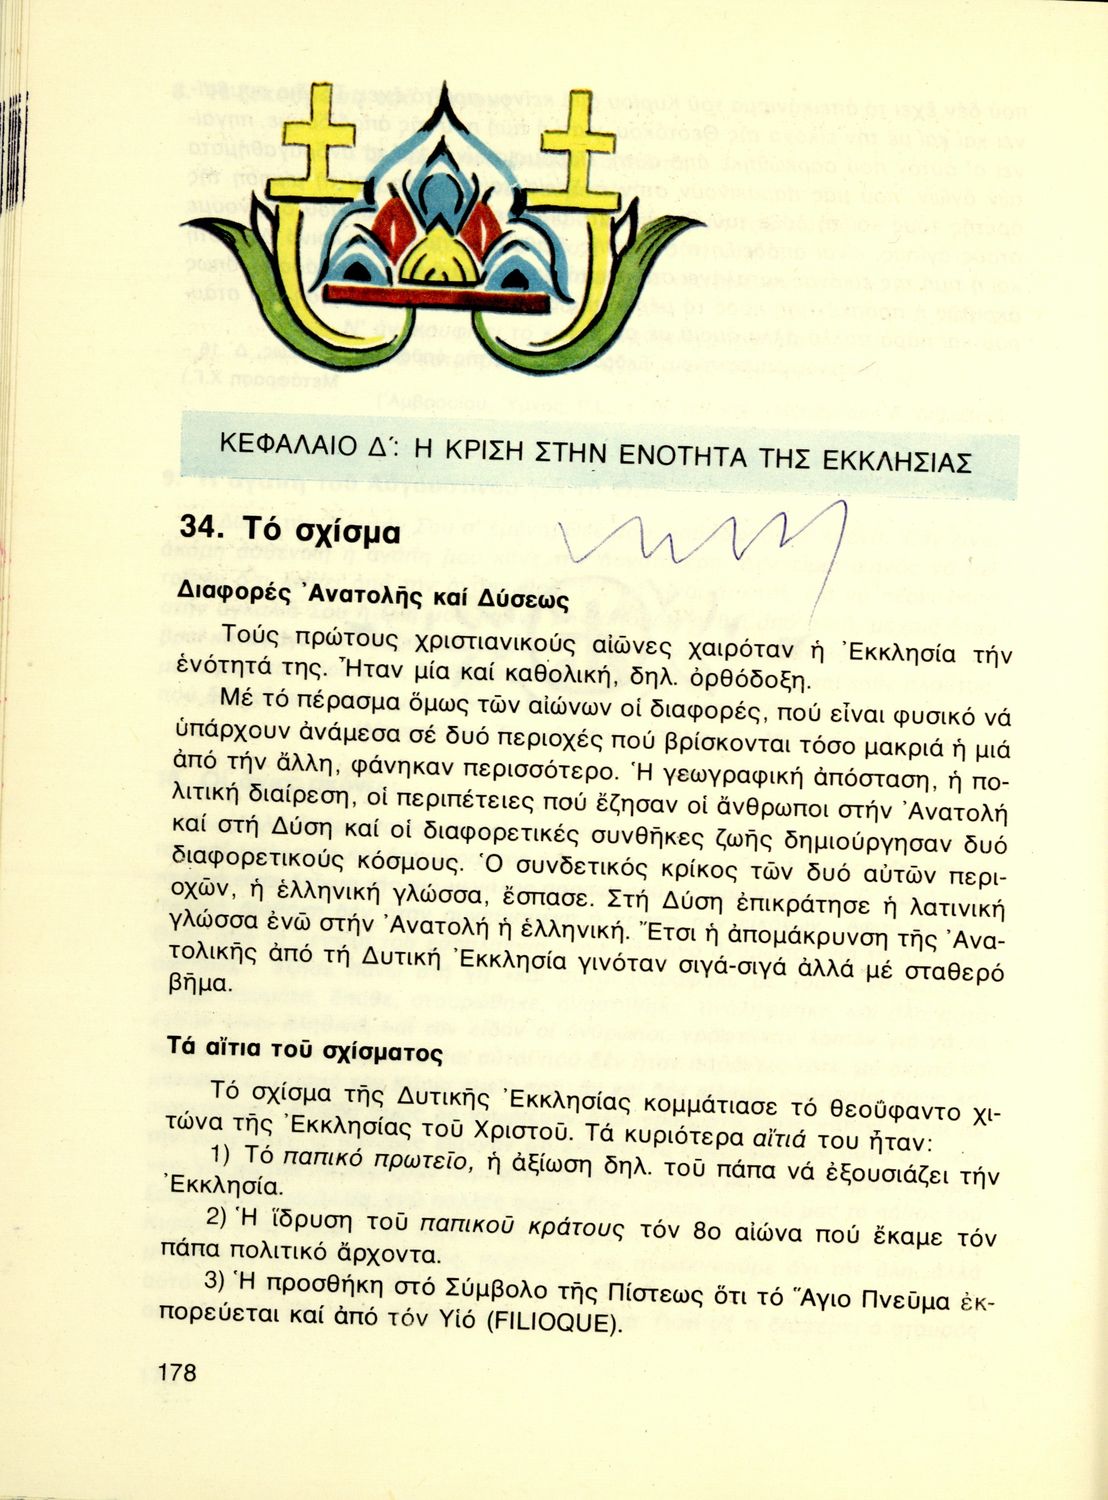 ΚΕΦΑΛΑΙΟ Δ΄: Η ΚΡΙΣΗ ΣΤΗΝ ΕΝΟΤΗΤΑ ΤΗΣ ΕΚΚΛΗΣΙΑΣ
34. Τό σχίσμα
Διαφορές Ἀνατολῆς καί Δύσεως
Τούς πρώτους χριστιανικούς αἰῶνες χαιρόταν ἡ Ἐκκλησία τήν
ἑνότητά της. Ἦταν μία καί καθολική, δηλ. ὀρθόδοξη.
Μέ τό πέρασμα ὅμως τῶν αἰώνων οἱ διαφορές, πού εἶναι φυσικό νά
ὑπάρχουν ἀνάμεσα σέ δυό περιοχές πού βρίσκονται τόσο μακριά ἡ μιά
ἀπό τήν ἄλλη, φάνηκαν περισσότερο. Ἡ γεωγραφική ἀπόσταση, ἡ πο-
λιτική διαίρεση, οἱ περιπέτειες πού ἔζησαν οἱ ἄνθρωποι στήν Ἀνατολή
καί στή Δύση καί οἱ διαφορετικές συνθῆκες ζωῆς δημιούργησαν δυό
διαφορετικούς κόσμους. Ὁ συνδετικός κρίκος τῶν δυό αὐτῶν περι-
οχῶν, ἡ ἑλληνική γλώσσα, ἔσπασε. Στή Δύση ἐπικράτησε ἡ λατινική
γλώσσα ἐνῶ στήν Ἀνατολή ἡ ἑλληνική. Ἔτσι ἡ ἀπομάκρυνση τῆς Ἀνα-
τολικῆς ἀπό τή Δυτική Ἐκκλησία γινόταν σιγά-σιγά ἀλλά μέ σταθερό
βῆμα.
Τά αἴτια τοῦ σχίσματος
Τό σχίσμα τῆς Δυτικῆς Ἐκκλησίας κομμάτιασε τό θεοΰφαντο χι-
τώνα τῆς Ἐκκλησίας τοῦ Χριστοῦ. Τά κυριότερα αἴτιά του ἦταν:
1) Τό παπικό πρωτεῖο, ἡ ἀξίωση δηλ. τοῦ πάπα νά ἐξουσιάζει τήν
Ἐκκλησία.
2) Ἡ ἵδρυση τοῦ παπικοῦ κράτους τόν 8ο αἰώνα πού ἔκαμε τόν
πάπα πολιτικό ἄρχοντα.
3) Ἡ προσθήκη στό Σύμβολο τῆς Πίστεως ὅτι τό Ἅγιο Πνεῦμα ἐκ-
πορεύεται καί ἀπό τόν Υἱό (FILIOQUE).
178